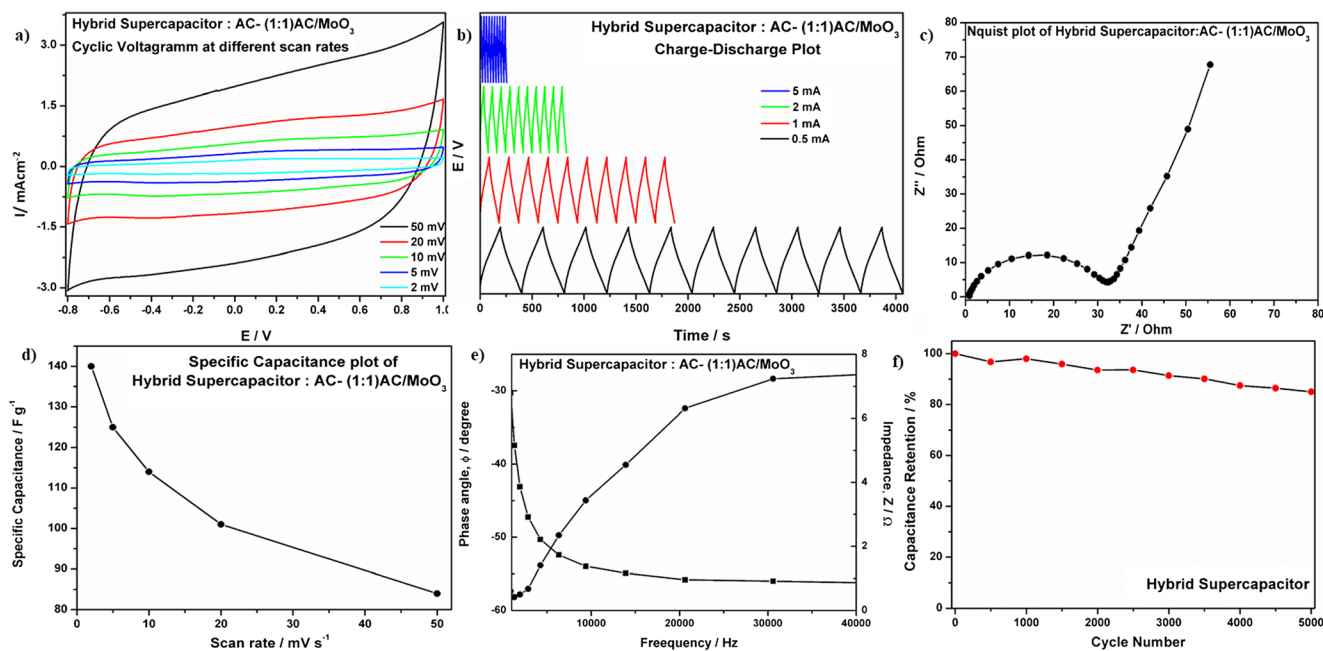 a)
Hybrid Supercapacitor : AC- (1:1)AC/MoO₃
Cyclic Voltagramm at different scan rates
I/ mAcm⁻²
3.0
1.5
0.0
-1.5
-3.0
50 mV
20 mV
10 mV
5 mV
2 mV
-0.8 -0.6 -0.4 -0.2 0.0 0.2 0.4 0.6 0.8 1.0
E / V
b)
Hybrid Supercapacitor : AC- (1:1)AC/MoO₃
Charge-Discharge Plot
5 mA
2 mA
1 mA
0.5 mA
E / V
0 500 1000 1500 2000 2500 3000 3500 4000
Time / s
c)
Nquist plot of Hybrid Supercapacitor:AC- (1:1)AC/MoO₃
Z'' / Ohm
80
70
60
50
40
30
20
10
0
0 10 20 30 40 50 60 70 80
Z' / Ohm
d)
Specific Capacitance plot of
Hybrid Supercapacitor : AC- (1:1)AC/MoO₃
Specific Capacitance / F g⁻¹
140
130
120
110
100
90
80
0 10 20 30 40 50
Scan rate / mV s⁻¹
e)
Hybrid Supercapacitor : AC- (1:1)AC/MoO₃
Phase angle, ϕ / degree
-30
-40
-50
-60
8
6
4
2
0
Impedance, Z / Ω
10000 20000 30000 40000
Frequency / Hz
f)
Capacitance Retention / %
100
80
60
40
20
0
Hybrid Supercapacitor
0 1000 2000 3000 4000 5000
Cycle Number